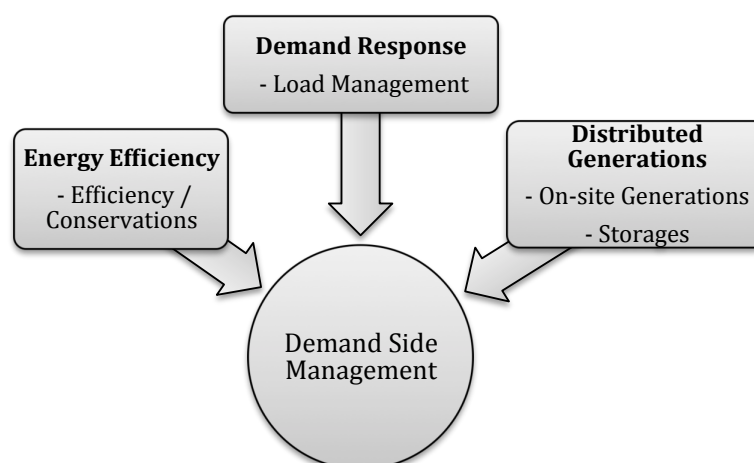 Demand Response
- Load Management
Energy Efficiency
- Efficiency /
Conservations
Distributed
Generations
- On-site Generations
- Storages
Demand Side
Management